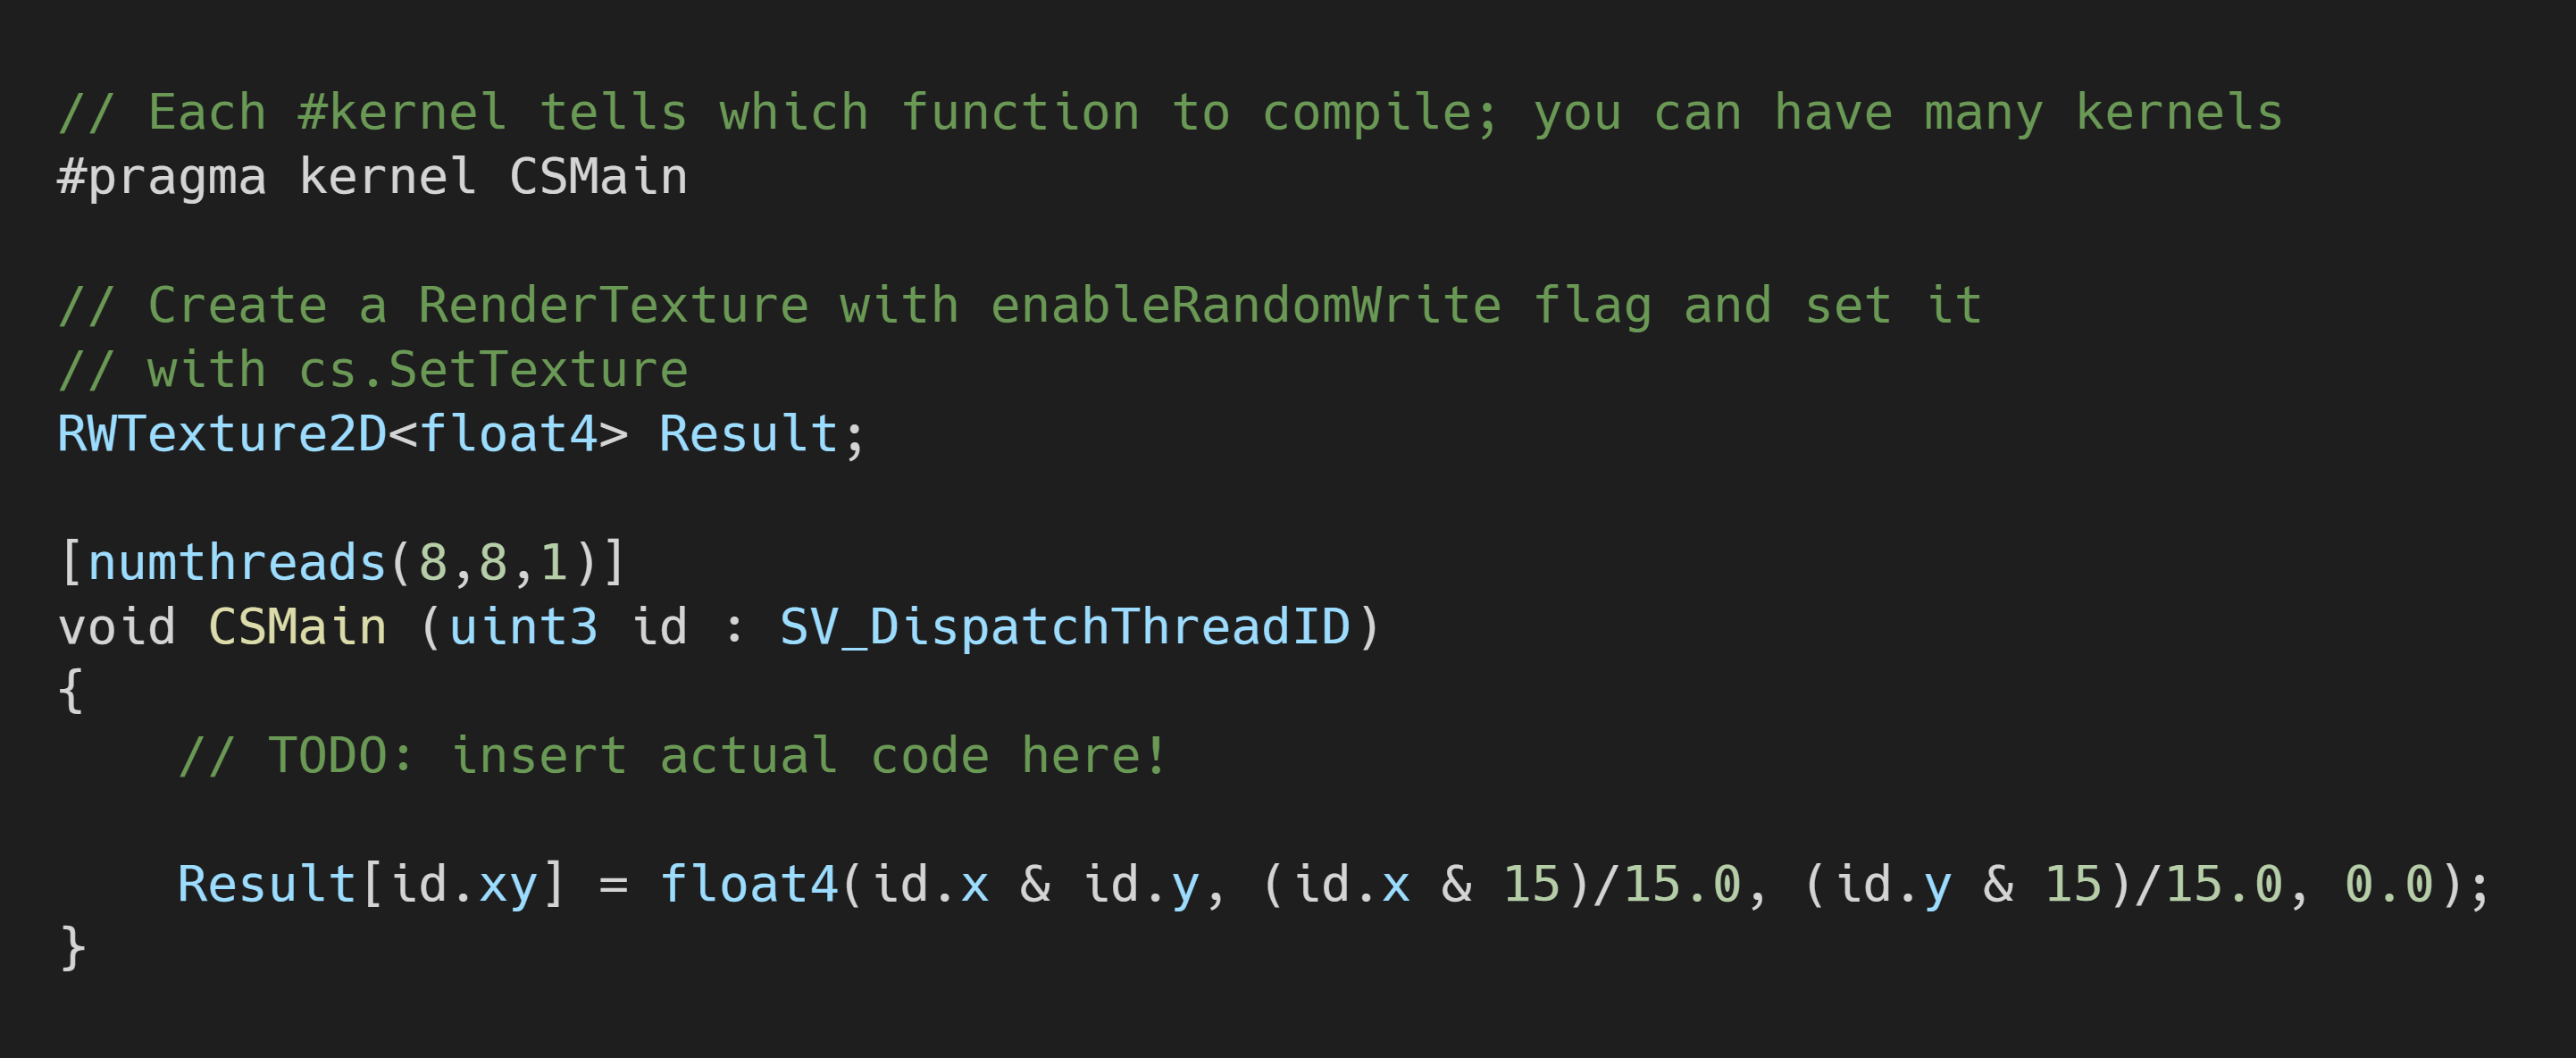 // Each #kernel tells which function to compile; you can have many kernels
#pragma kernel CSMain
// Create a RenderTexture with enableRandomWrite flag and set it
// with cs.SetTexture
RWTexture2D<float4> Result;
[numthreads(8,8,1)]
void CSMain (uint3 id : SV_DispatchThreadID)
{
    // TODO: insert actual code here!
    Result[id.xy] = float4(id.x & id.y, (id.x & 15)/15.0, (id.y & 15)/15.0, 0.0);
}